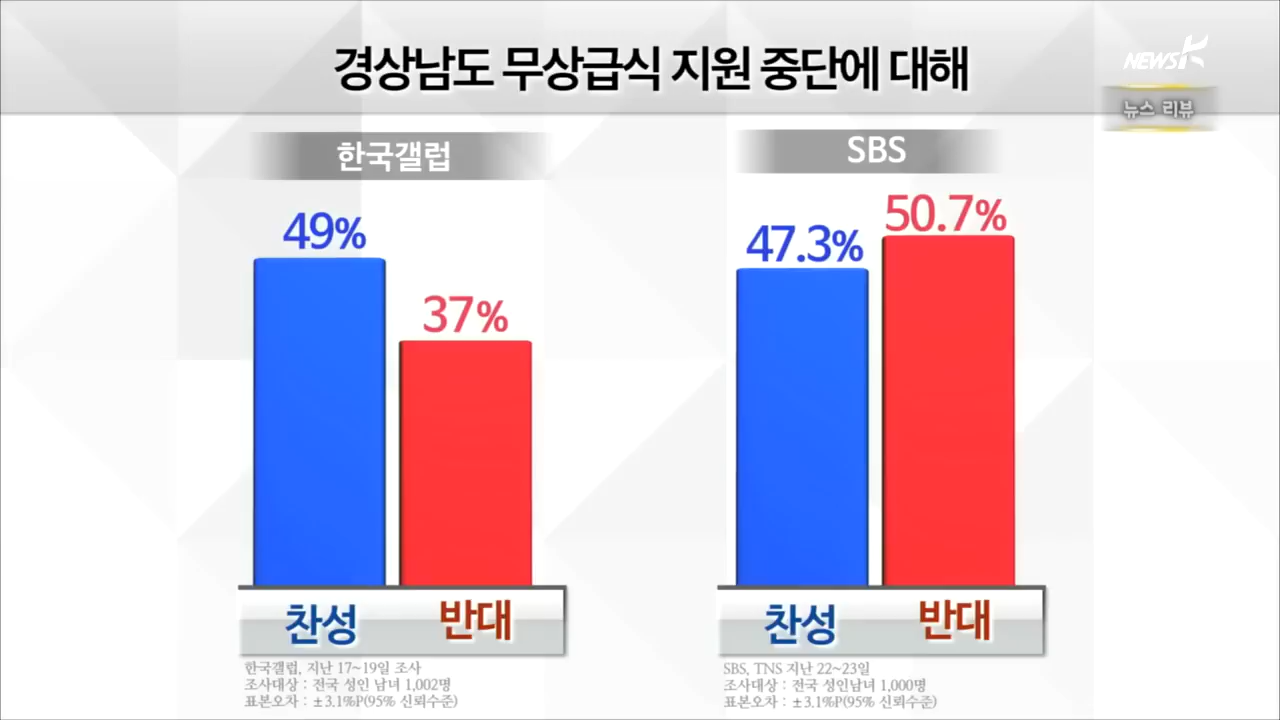 경상남도 무상급식 지원 중단에 대해
NEWS K
뉴스 리뷰
한국갤럽
49%
37%
찬성
반대
한국갤럽, 지난 17~19일 조사
조사대상 : 전국 성인 남녀 1,002명
표본오차 : ±3.1%P(95% 신뢰수준)
SBS
47.3%
50.7%
찬성
반대
SBS, TNS 지난 22~23일
조사대상 : 전국 성인남녀 1,000명
표본오차 : ±3.1%P(95% 신뢰수준)